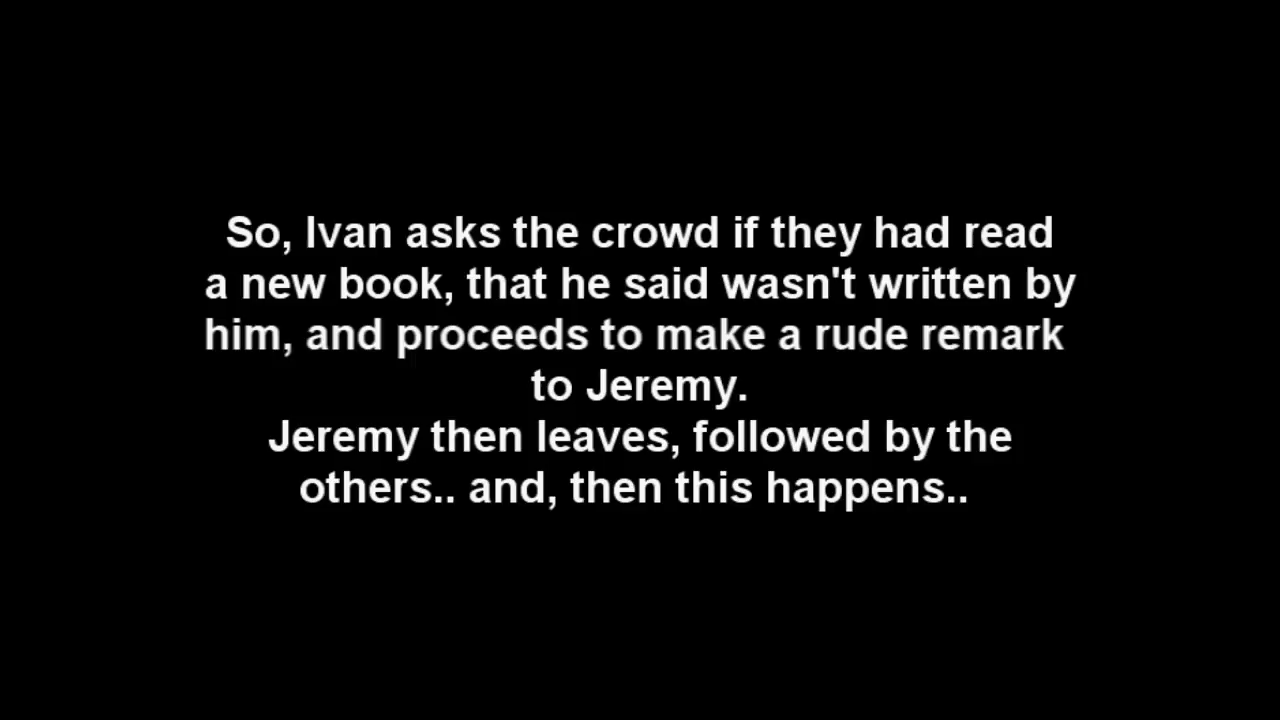 So, Ivan asks the crowd if they had read
a new book, that he said wasn't written by
him, and proceeds to make a rude remark
to Jeremy.
Jeremy then leaves, followed by the
others.. and, then this happens..